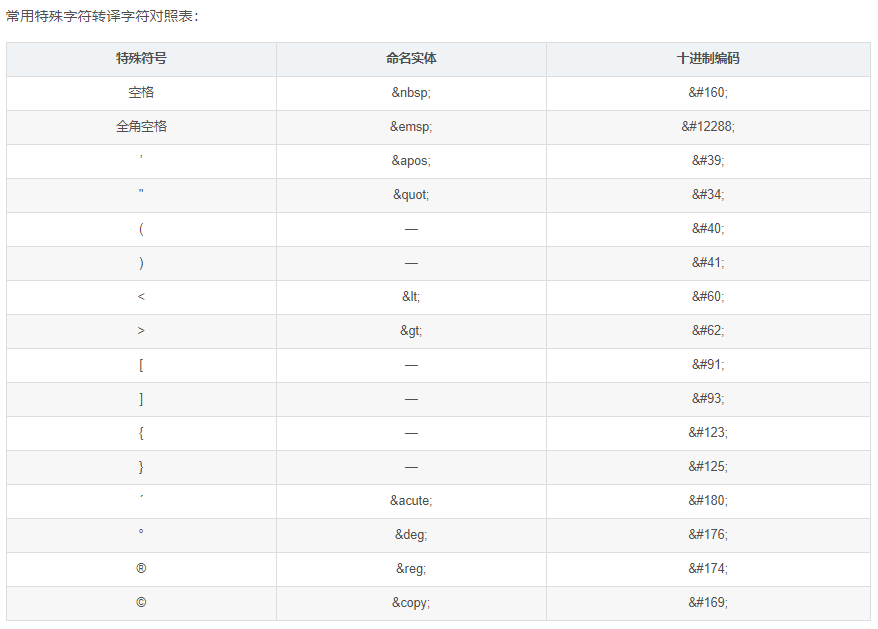 常用特殊字符转译字符对照表：
特殊符号 命名实体 十进制编码
空格 &nbsp; &#160;
全角空格 &emsp; &#12288;
' &apos; &#39;
" &quot; &#34;
( — &#40;
) — &#41;
< &lt; &#60;
> &gt; &#62;
[ — &#91;
] — &#93;
{ — &#123;
} — &#125;
´ &acute; &#180;
° &deg; &#176;
® &reg; &#174;
© &copy; &#169;